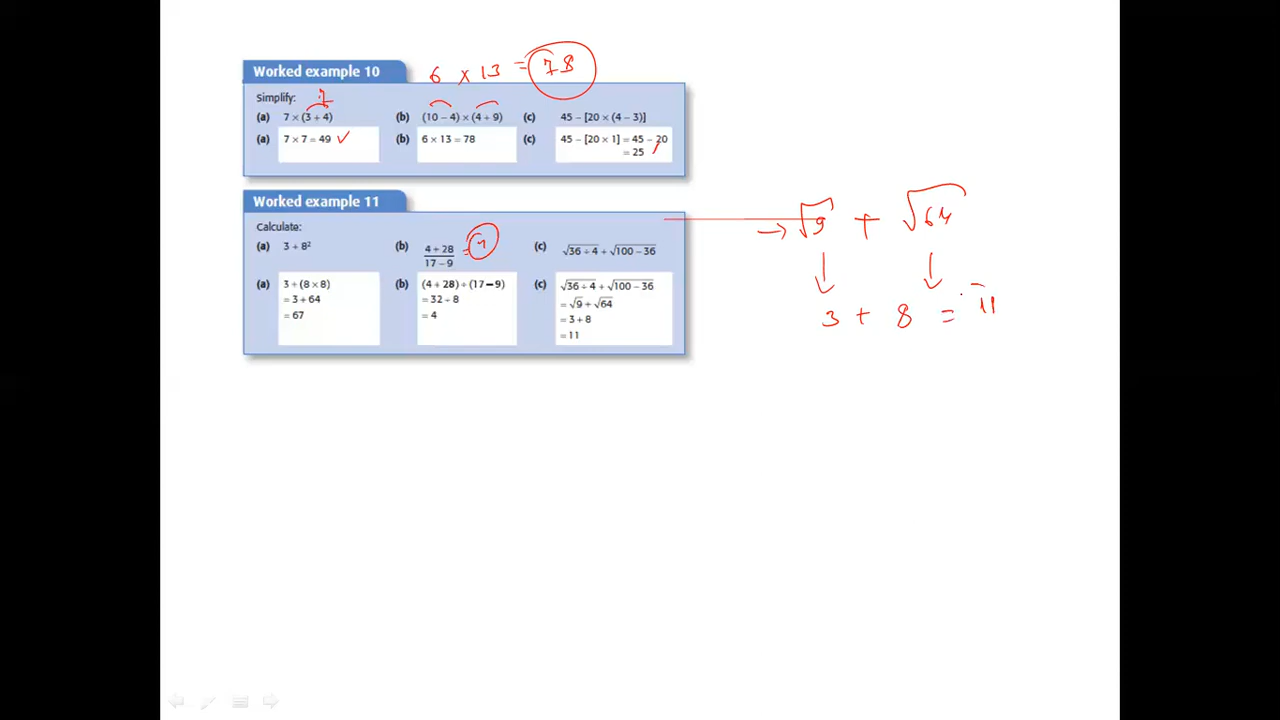 6 × 13 = 78
Worked example 10
Simplify:
7
(a) 7 × (3 + 4) (b) (10 – 4) × (4 + 9) (c) 45 – [20 × (4 – 3)]
(a) 7 × 7 = 49 ✓ (b) 6 × 13 = 78 (c) 45 – [20 × 1] = 45 – 20
= 25
Worked example 11
Calculate:
(a) 3 + 8² (b) (4 + 28)/(17 – 9) = (c) √36 ÷ 4 + √100 – 36
(a) 3 + (8 × 8) (b) (4 + 28) ÷ (17 – 9) (c) √36 ÷ 4 + √100 – 36
= 3 + 64 = 32 ÷ 8 = √9 + √64
= 67 = 4 = 3 + 8
= 11
→ √9 + √64
3 + 8 = 11